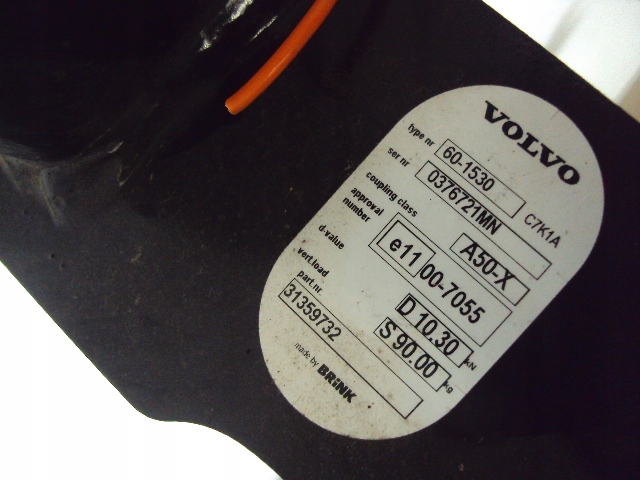 VOLVO
type nr 60-1530 C7K1A
ser nr 0376721MN
coupling class A50-X
approval number e11 00-7055
d-value D 10.30 kN
vert.load S 90.00 kg
part.nr. 31359732
made by BRINK